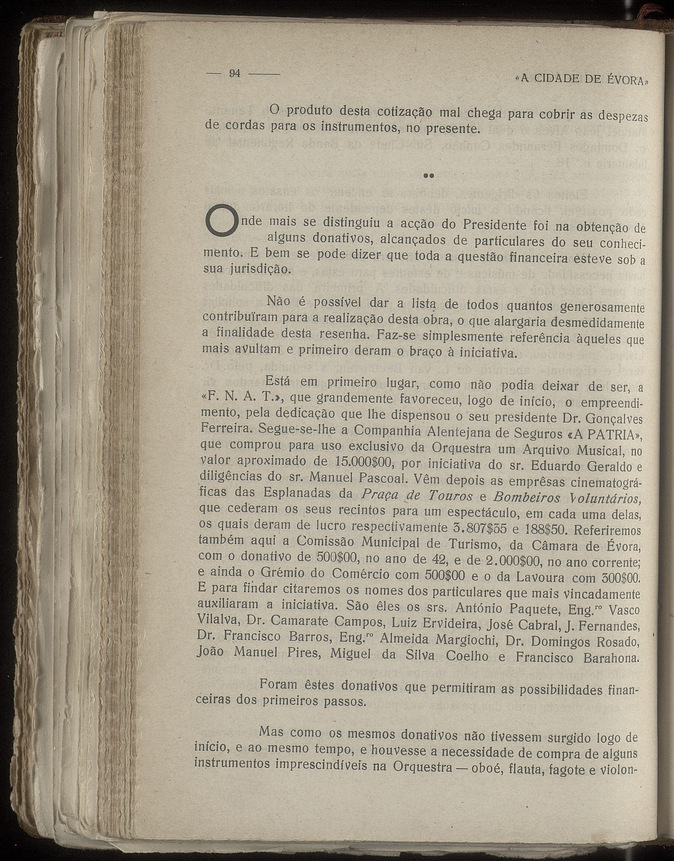 — 94 —
«A CIDADE DE ÉVORA»
O produto desta cotização mal chega para cobrir as despezas
de cordas para os instrumentos, no presente.
••
Onde mais se distinguiu a acção do Presidente foi na obtenção de
alguns donativos, alcançados de particulares do seu conheci-
mento. E bem se pode dizer que toda a questão financeira esteve sob a
sua jurisdição.
Não é possível dar a lista de todos quantos generosamente
contribuïram para a realização desta obra, o que alargaria desmedidamente
a finalidade desta resenha. Faz-se simplesmente referência àqueles que
mais avultam e primeiro deram o braço à iniciativa.
Está em primeiro lugar, como não podia deixar de ser, a
«F. N. A. T.», que grandemente favoreceu, logo de início, o empreendi-
mento, pela dedicação que lhe dispensou o seu presidente Dr. Gonçalves
Ferreira. Segue-se-lhe a Companhia Alentejana de Seguros «A PATRIA»,
que comprou para uso exclusivo da Orquestra um Arquivo Musical, no
valor aproximado de 15.000$00, por iniciativa do sr. Eduardo Geraldo e
diligências do sr. Manuel Pascoal. Vêm depois as emprêsas cinematográ-
ficas das Esplanadas da Praça de Touros e Bombeiros Voluntários,
que cederam os seus recintos para um espectáculo, em cada uma delas,
os quais deram de lucro respectivamente 3.807$35 e 188$50. Referiremos
também aqui a Comissão Municipal de Turismo, da Câmara de Évora,
com o donativo de 500$00, no ano de 42, e de 2.000$00, no ano corrente;
e ainda o Grémio do Comércio com 500$00 e o da Lavoura com 300$00.
E para findar citaremos os nomes dos particulares que mais vincadamente
auxiliaram a iniciativa. São êles os srs. António Paquete, Eng.ro Vasco
Vilalva, Dr. Camarate Campos, Luiz Ervideira, José Cabral, J. Fernandes,
Dr. Francisco Barros, Eng.ro Almeida Margiochi, Dr. Domingos Rosado,
João Manuel Pires, Miguel da Silva Coelho e Francisco Barahona.
Foram êstes donativos que permitiram as possibilidades finan-
ceiras dos primeiros passos.
Mas como os mesmos donativos não tivessem surgido logo de
início, e ao mesmo tempo, e houvesse a necessidade de compra de alguns
instrumentos imprescindíveis na Orquestra — oboé, flauta, fagote e violon-